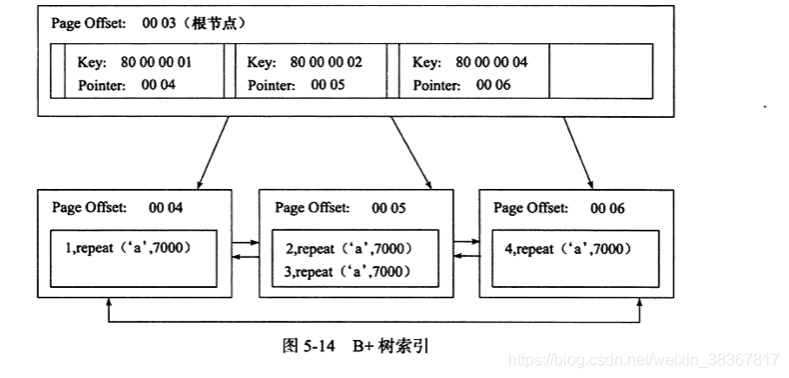 Page Offset: 00 03（根节点）
Key: 80 00 00 01 Key: 80 00 00 02 Key: 80 00 00 04
Pointer: 00 04 Pointer: 00 05 Pointer: 00 06
Page Offset: 00 04 Page Offset: 00 05 Page Offset: 00 06
1,repeat（‘a’,7000） 2,repeat（‘a’,7000） 4,repeat（‘a’,7000）
3,repeat（‘a’,7000）
图 5-14 B+ 树索引
https://blog.csdn.net/weixin_38367817